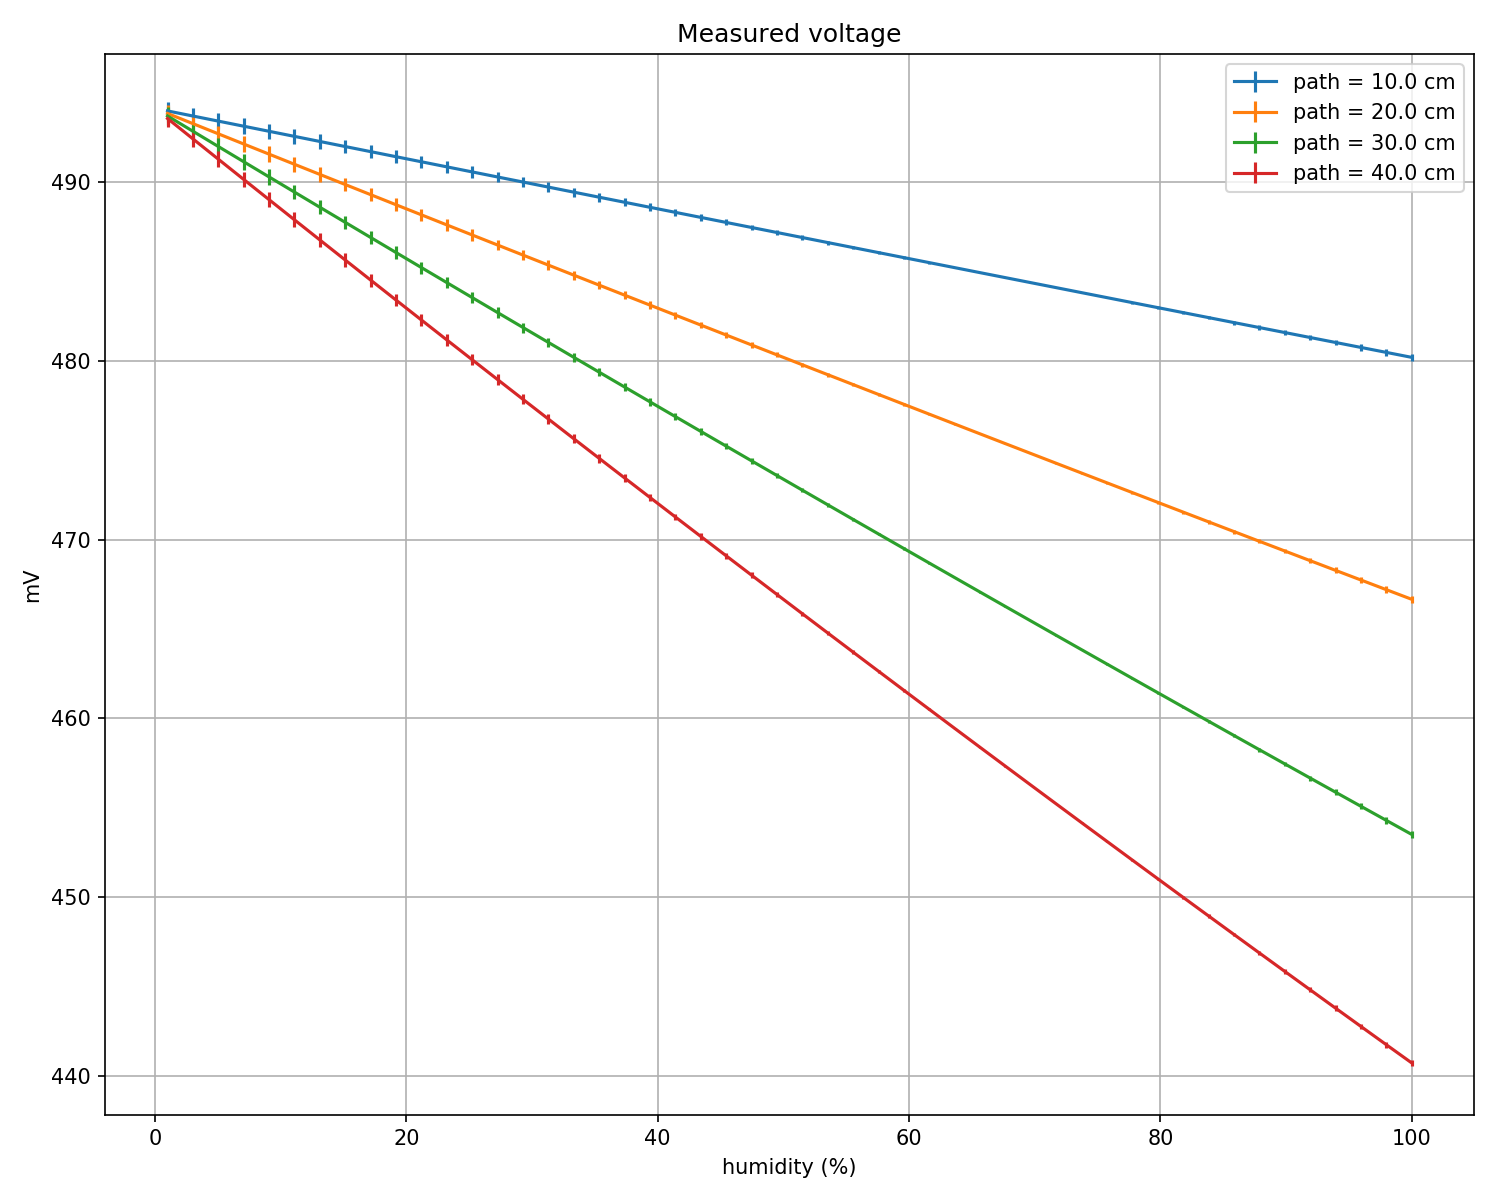 Measured voltage
path = 10.0 cm
path = 20.0 cm
path = 30.0 cm
path = 40.0 cm
490
480
470
460
450
440
mV
0 20 40 60 80 100
humidity (%)